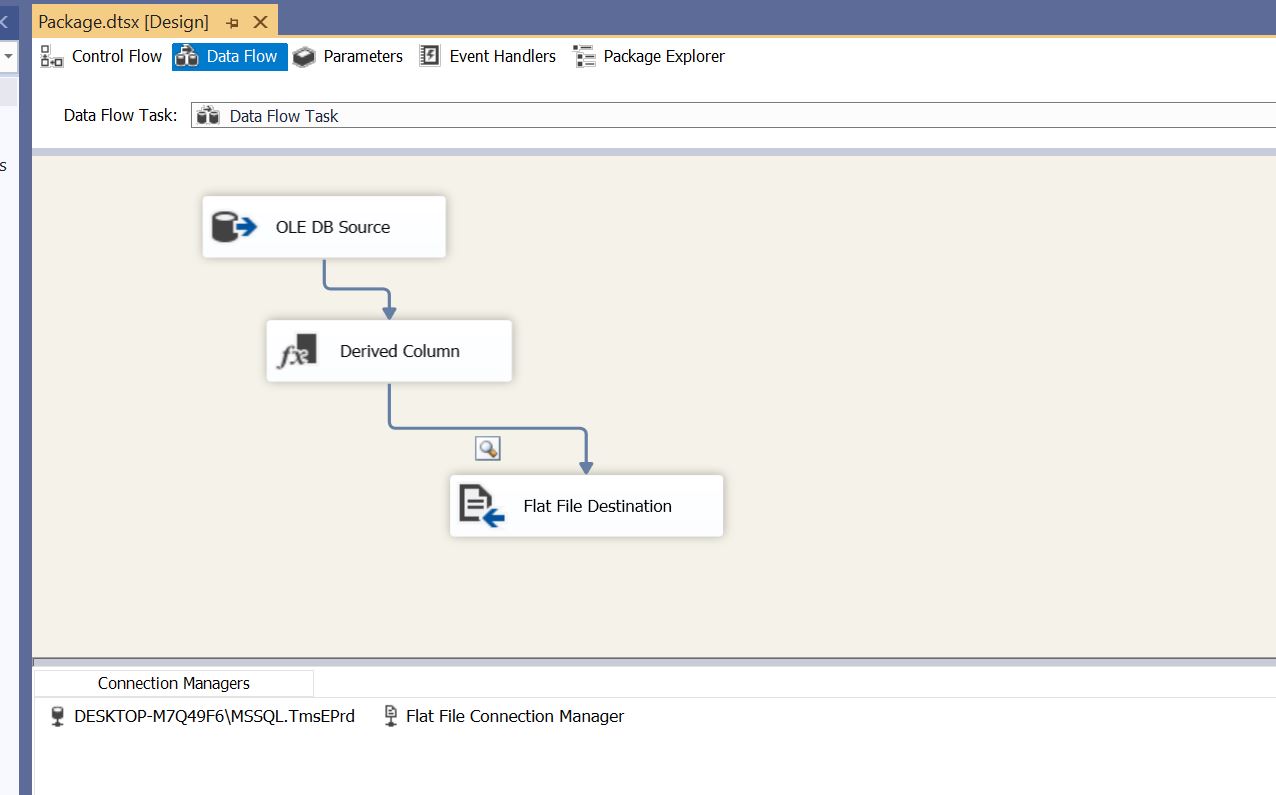 Package.dtsx [Design]
Control Flow Data Flow Parameters Event Handlers Package Explorer
Data Flow Task: Data Flow Task
s
OLE DB Source
fx Derived Column
Flat File Destination
Connection Managers
DESKTOP-M7Q49F6\MSSQL.TmsEPrd Flat File Connection Manager